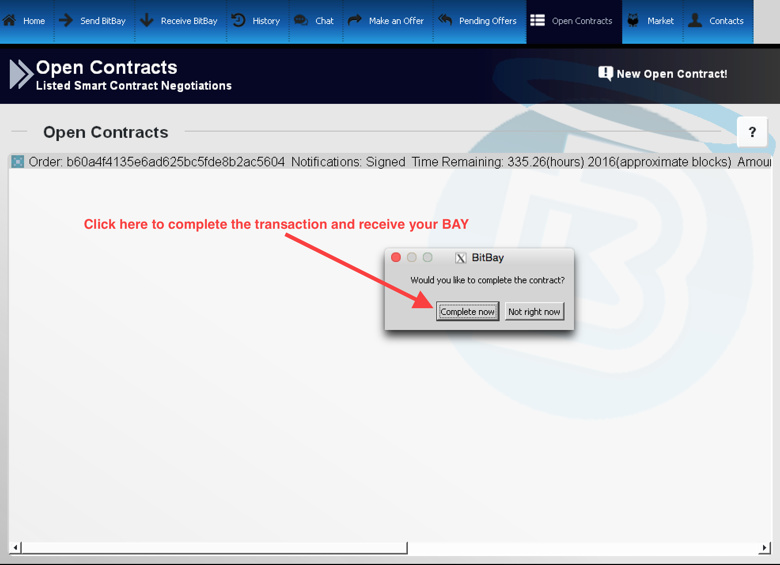 Home Send BitBay Receive BitBay History Chat Make an Offer Pending Offers Open Contracts Market Contacts
Open Contracts
Listed Smart Contract Negotiations
New Open Contract!
Open Contracts
?
Order: b60a4f4135e6ad625bc5fde8b2ac5604 Notifications: Signed Time Remaining: 335.26(hours) 2016(approximate blocks) Amou
Click here to complete the transaction and receive your BAY
BitBay
Would you like to complete the contract?
Complete now Not right now